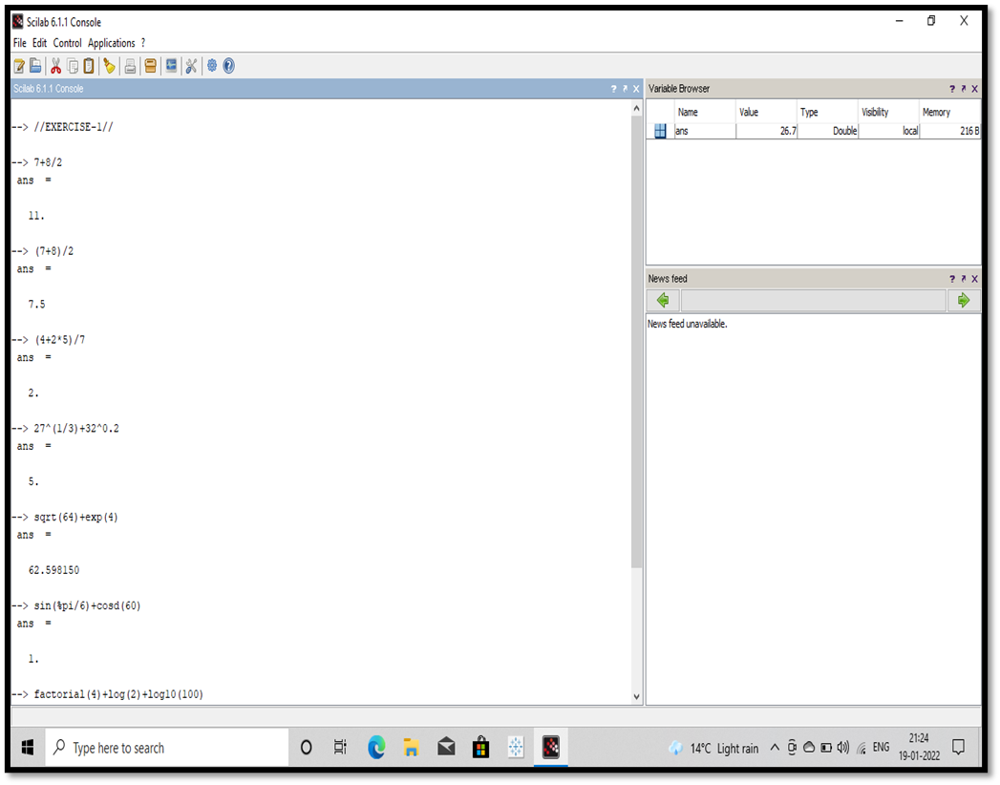 Scilab 6.1.1 Console
File Edit Control Applications ?
Scilab 6.1.1 Console
--> //EXERCISE-1//
--> 7+8/2
ans =
11.
--> (7+8)/2
ans =
7.5
--> (4+2*5)/7
ans =
2.
--> 27^(1/3)+32^0.2
ans =
5.
--> sqrt(64)+exp(4)
ans =
62.598150
--> sin(%pi/6)+cosd(60)
ans =
1.
--> factorial(4)+log(2)+log10(100)
Variable Browser
Name Value Type Visibility Memory
ans 26.7 Double local 216 B
News feed
News feed unavailable.
Type here to search
14°C Light rain
ENG
21:24
19-01-2022